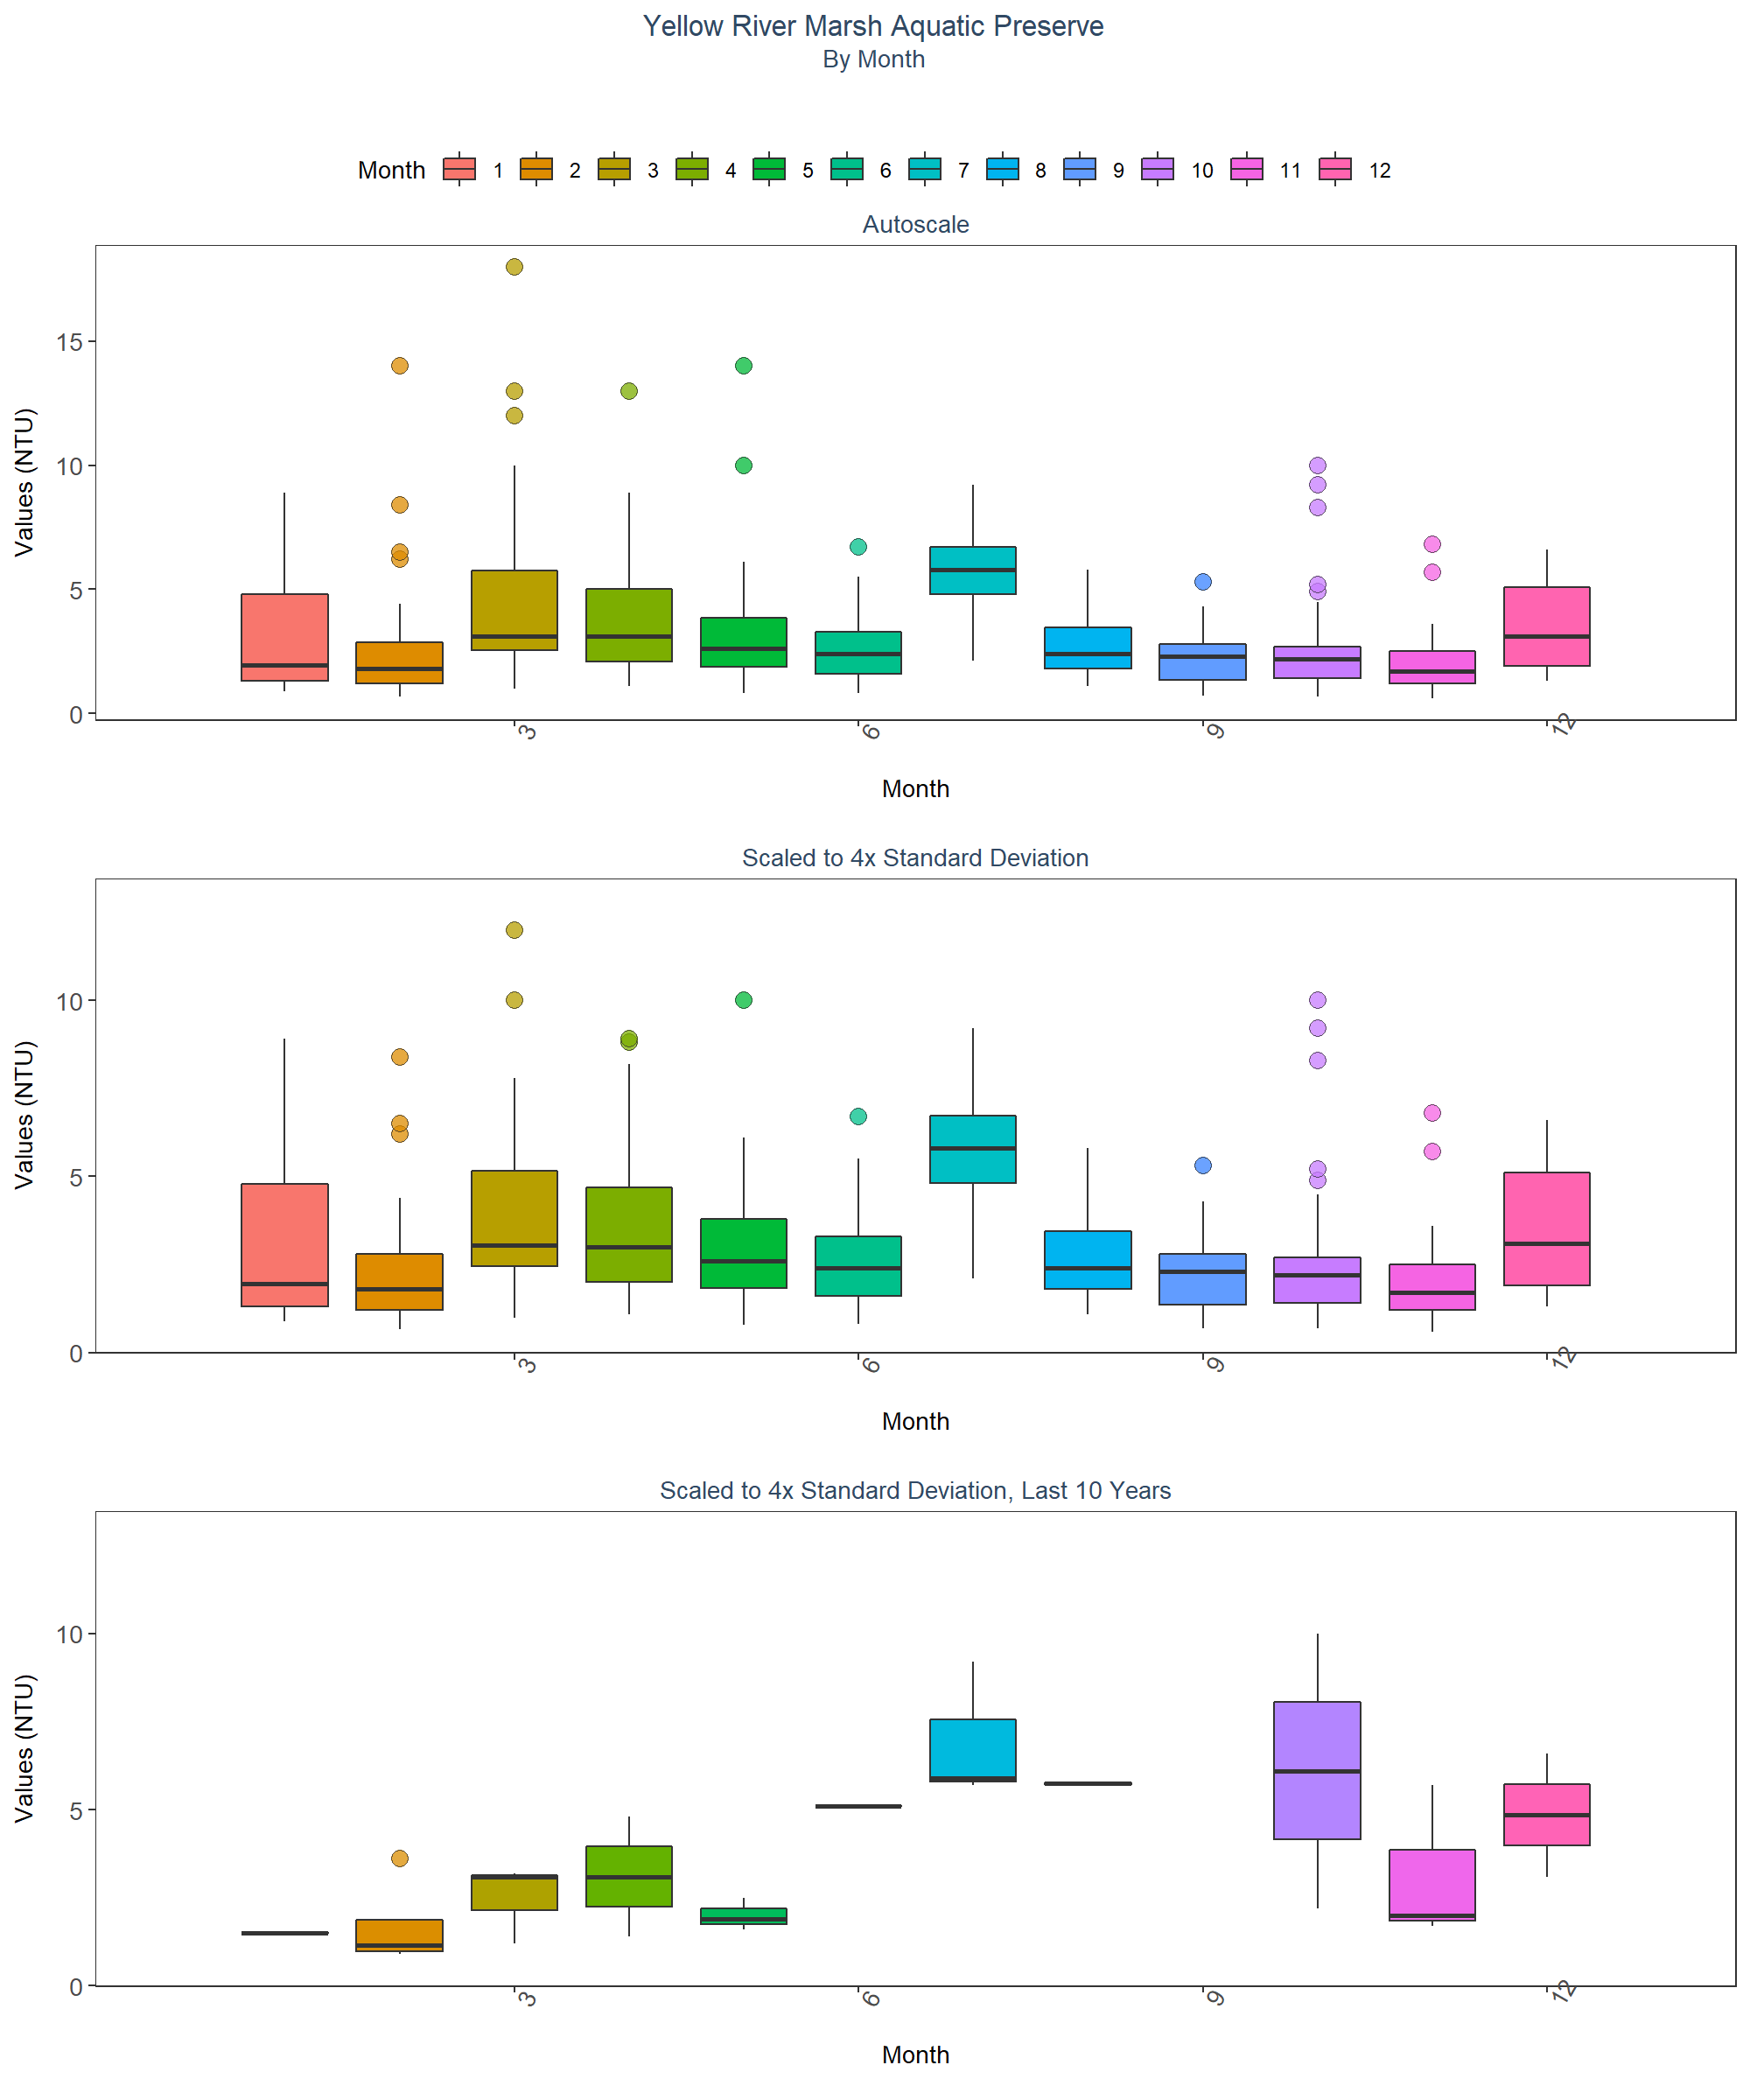 Yellow River Marsh Aquatic Preserve
By Month
Month 1 2 3 4 5 6 7 8 9 10 11 12
Autoscale
Values (NTU)
15
10
5
0
3 6 9 12
Month
Scaled to 4x Standard Deviation
Values (NTU)
10
5
0
3 6 9 12
Month
Scaled to 4x Standard Deviation, Last 10 Years
Values (NTU)
10
5
0
3 6 9 12
Month